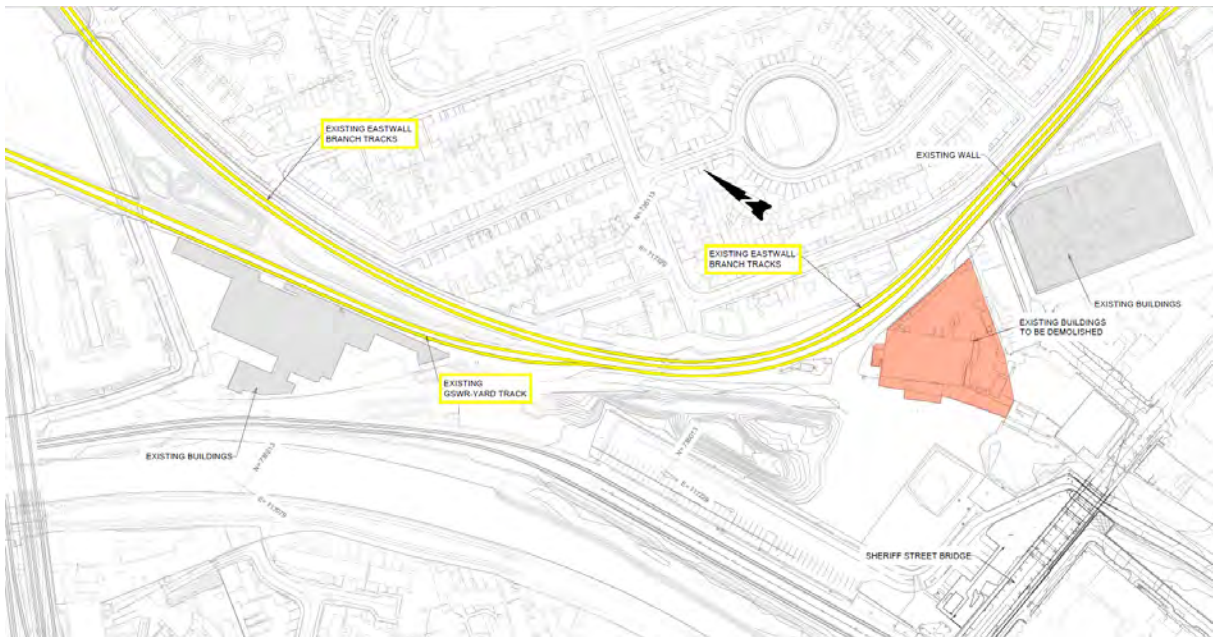 EXISTING EASTWALL
BRANCH TRACKS
EXISTING WALL
EXISTING EASTWALL
BRANCH TRACKS
EXISTING BUILDINGS
EXISTING BUILDINGS
TO BE DEMOLISHED
EXISTING
GSWR-YARD TRACK
EXISTING BUILDINGS
SHERIFF STREET BRIDGE